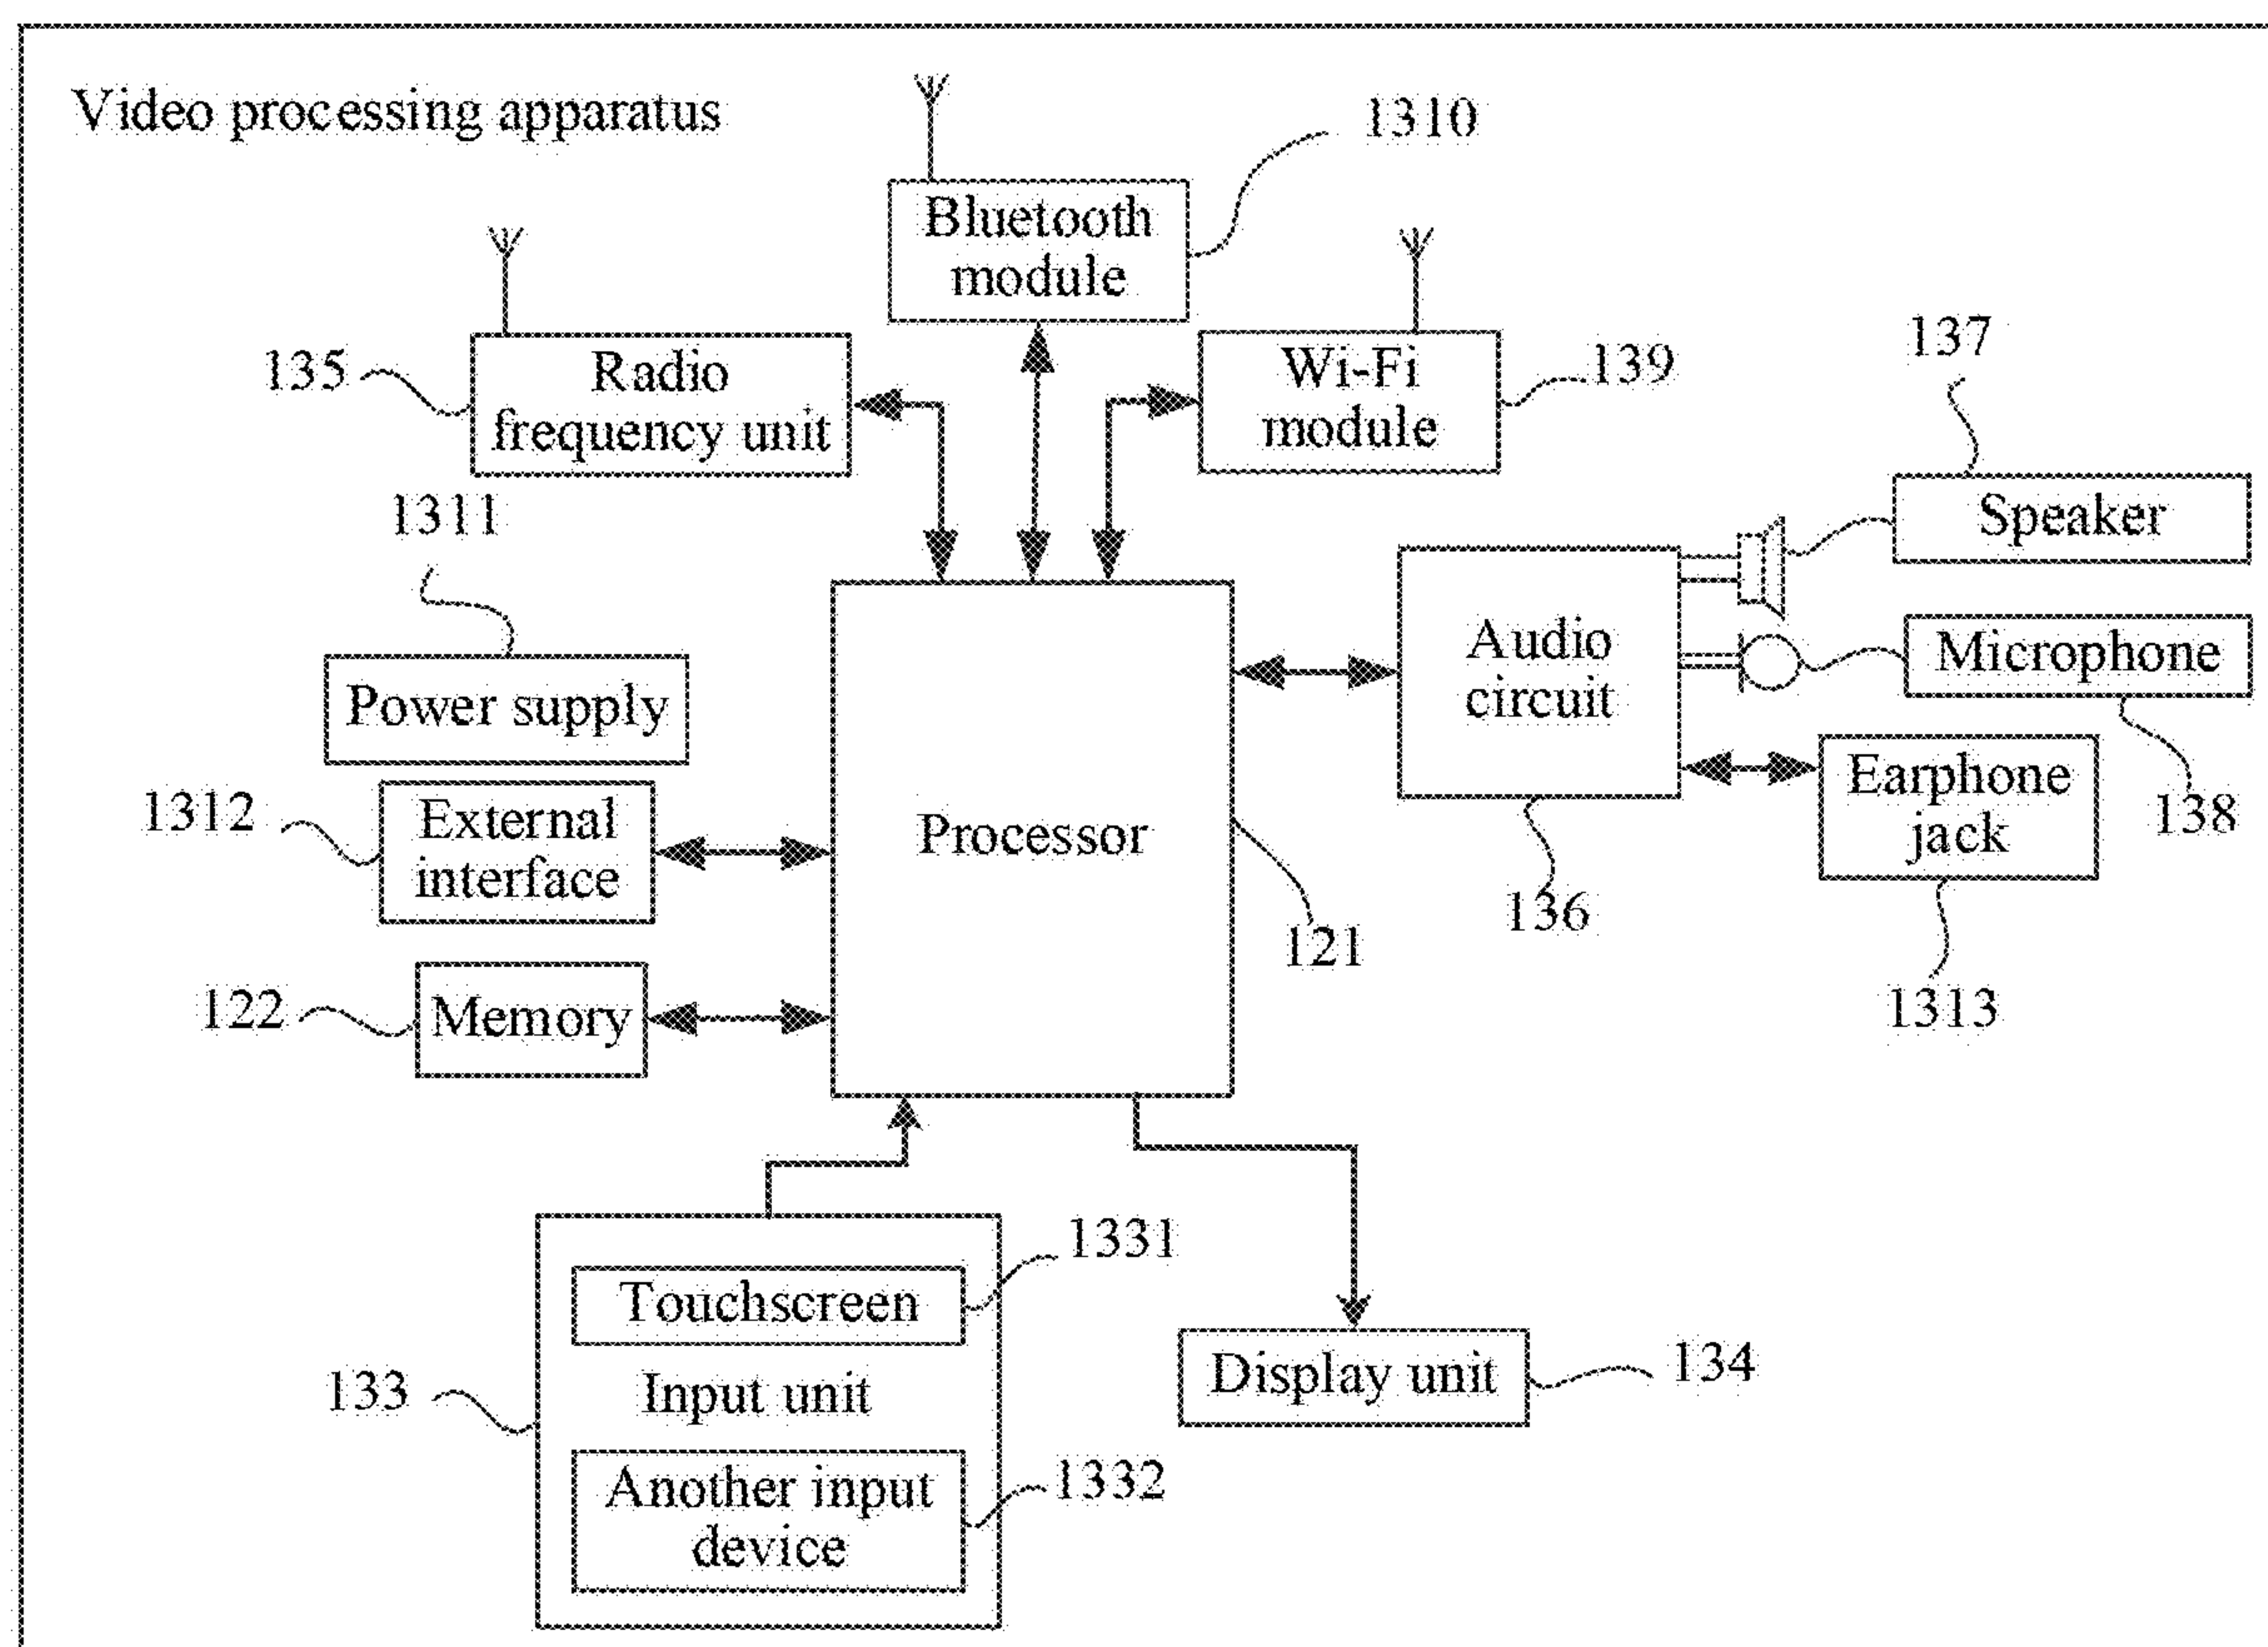 Video processing apparatus
1310
Bluetooth
module
135
Radio
frequency unit
Wi-Fi
module
139
137
Speaker
1311
Power supply
Audio
circuit
Microphone
138
1312
External
interface
Processor
121
136
Earphone
jack
1313
122
Memory
1331
Touchscreen
133
Input unit
1332
Another input
device
Display unit
134